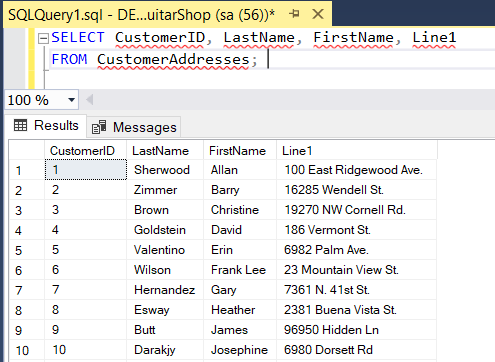 SQLQuery1.sql - DE...uitarShop (sa (56))*
SELECT CustomerID, LastName, FirstName, Line1
FROM CustomerAddresses;
100 %
Results Messages
CustomerID LastName FirstName Line1
1 1 Sherwood Allan 100 East Ridgewood Ave.
2 2 Zimmer Barry 16285 Wendell St.
3 3 Brown Christine 19270 NW Cornell Rd.
4 4 Goldstein David 186 Vermont St.
5 5 Valentino Erin 6982 Palm Ave.
6 6 Wilson Frank Lee 23 Mountain View St.
7 7 Hernandez Gary 7361 N. 41st St.
8 8 Esway Heather 2381 Buena Vista St.
9 9 Butt James 96950 Hidden Ln
10 10 Darakjy Josephine 6980 Dorsett Rd